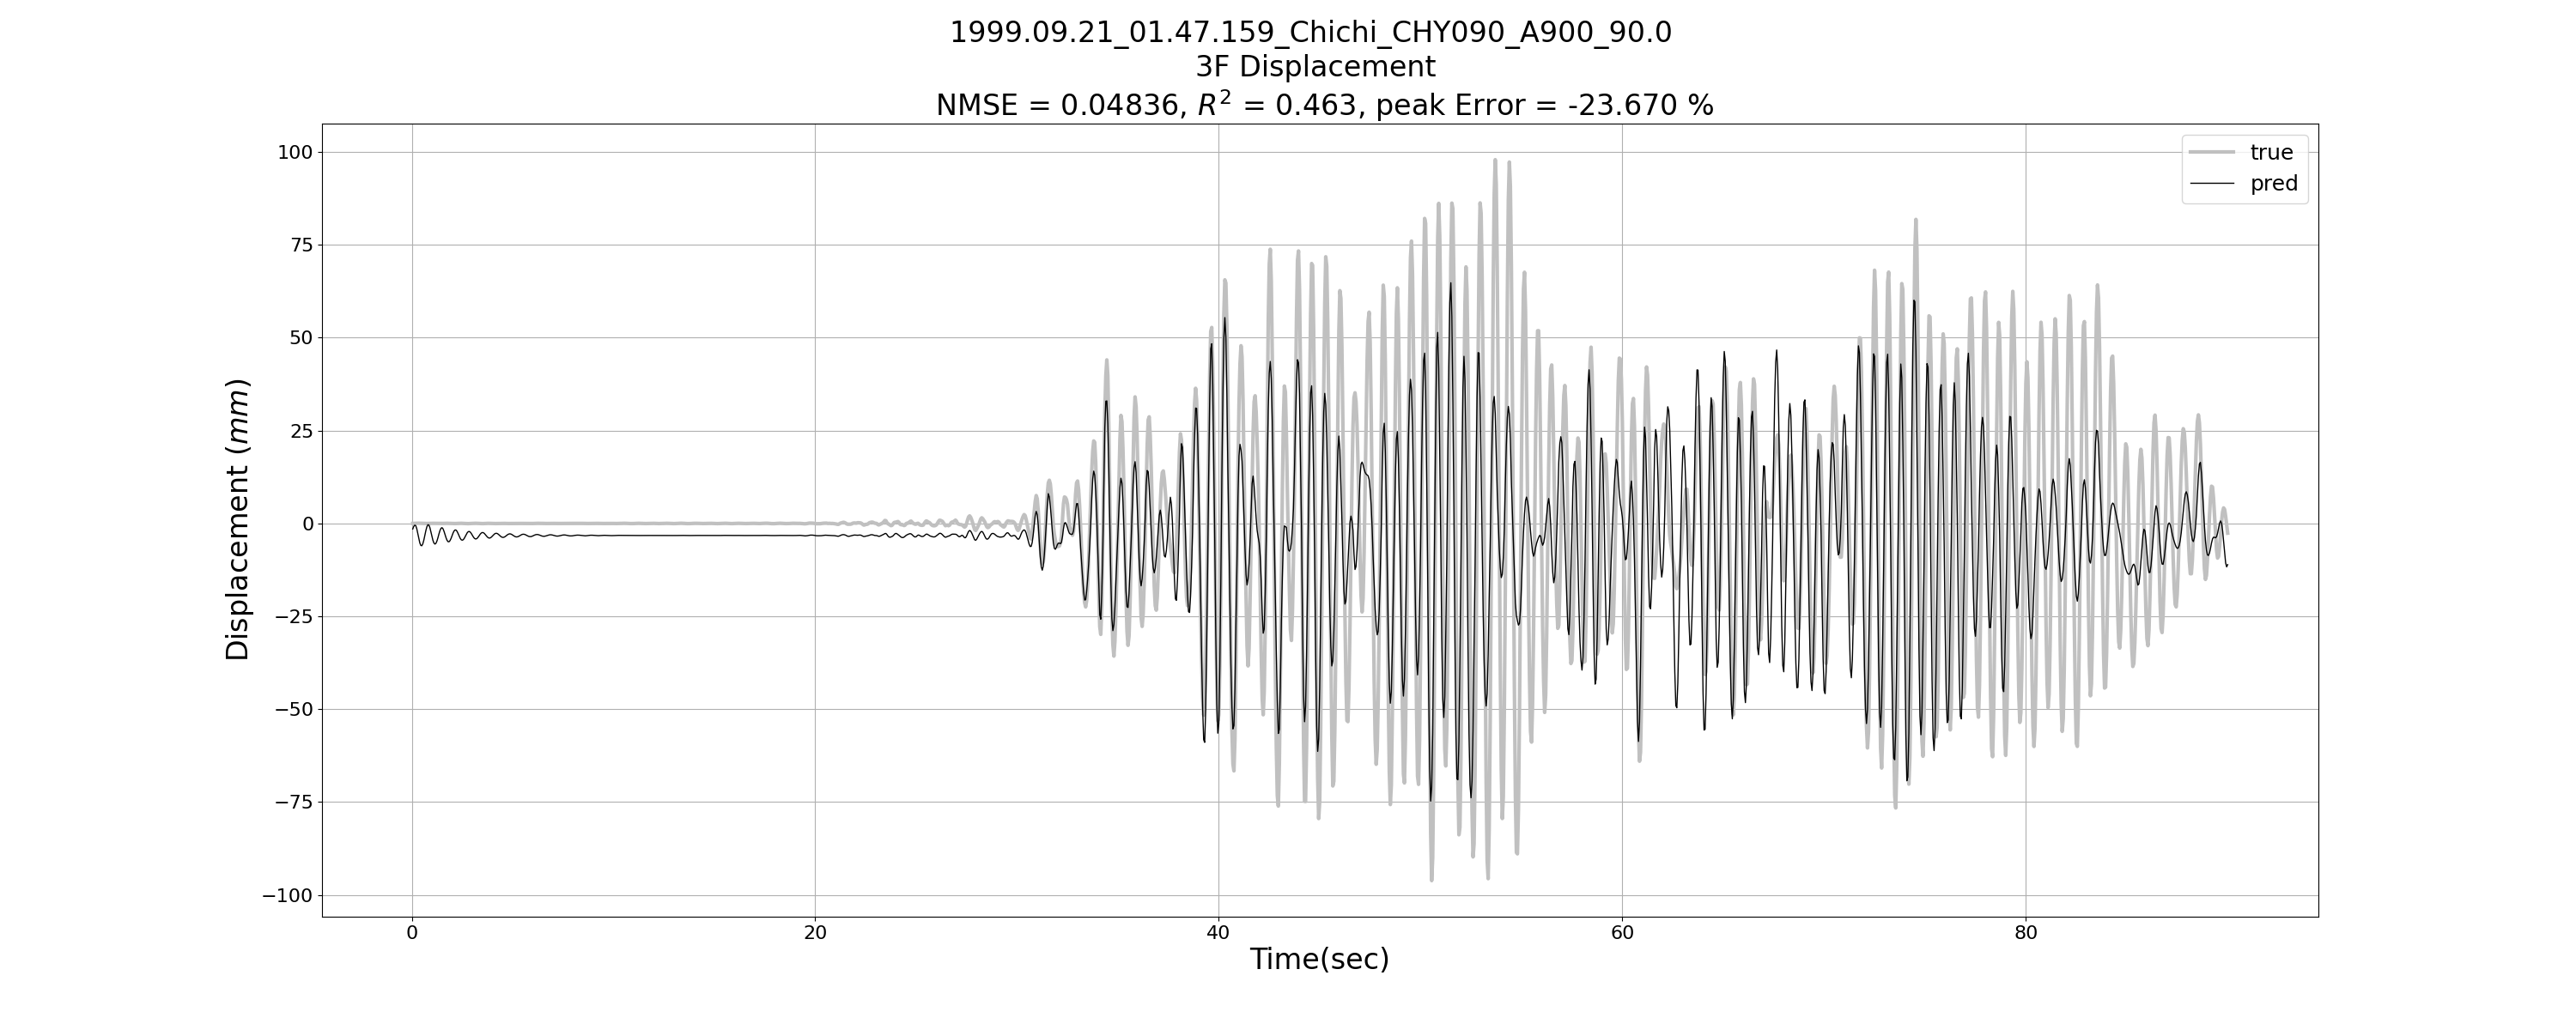 1999.09.21_01.47.159_Chichi_CHY090_A900_90.0
3F Displacement
NMSE = 0.04836, R² = 0.463, peak Error = -23.670 %
true
pred
100
75
50
25
0
−25
−50
−75
−100
Displacement (mm)
0 20 40 60 80
Time(sec)